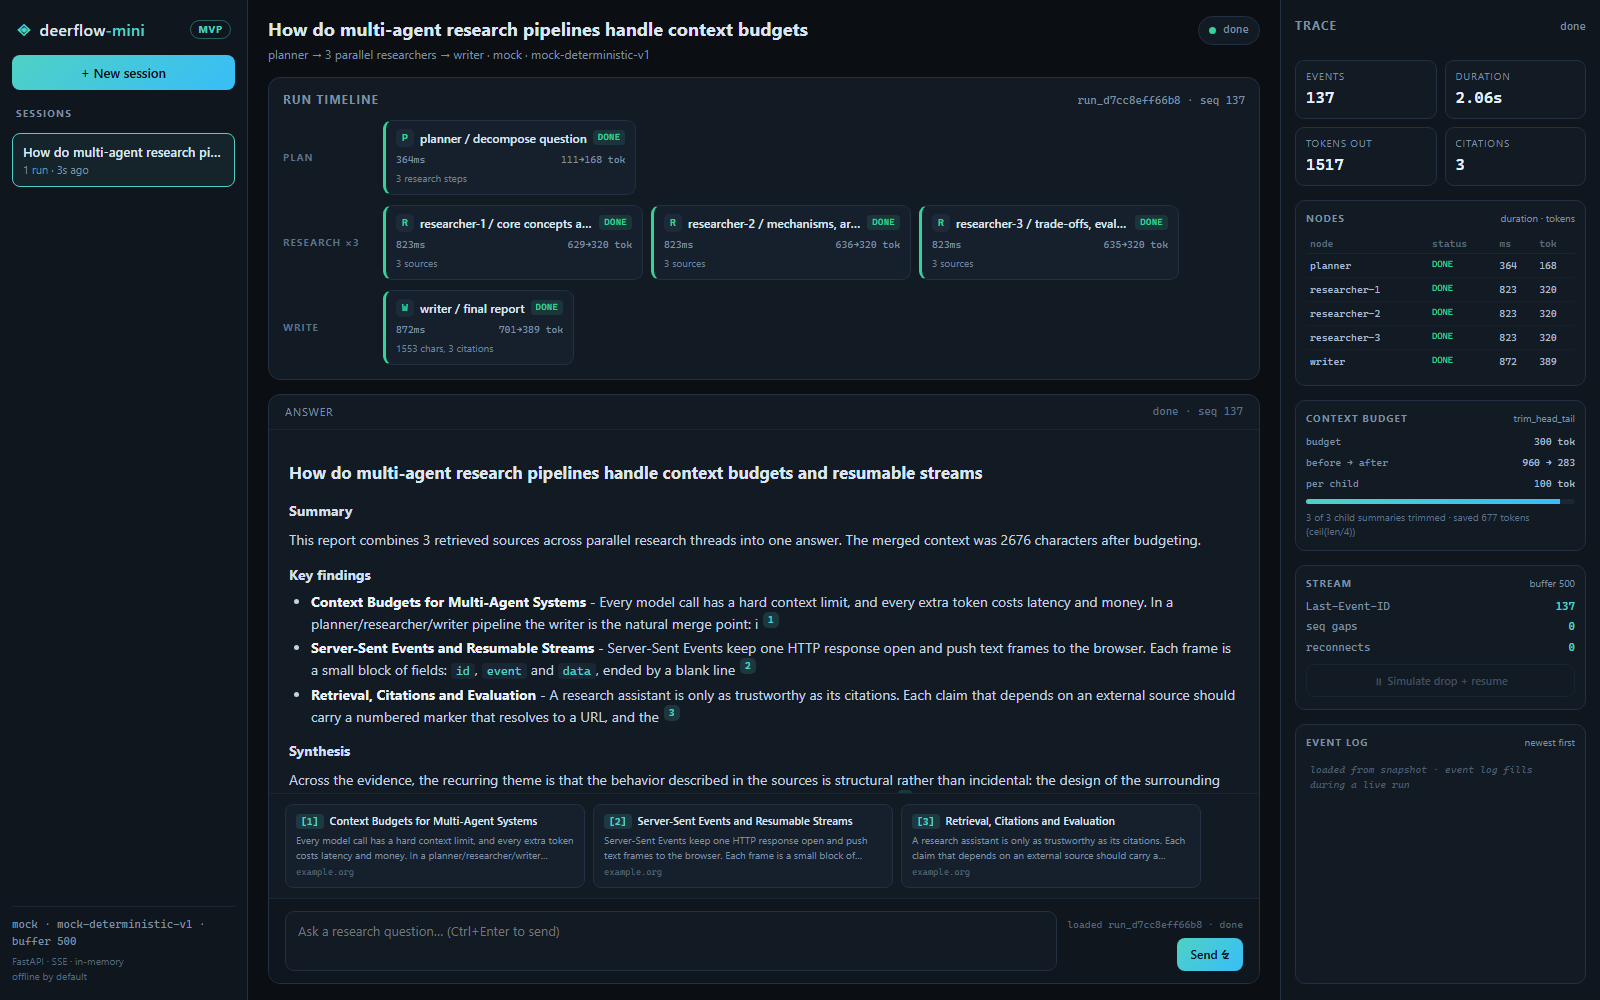 deerflow-mini
MVP
+ New session
SESSIONS
How do multi-agent research pi...
1 run · 3s ago
mock · mock-deterministic-v1 ·
buffer 500
FastAPI · SSE · in-memory
offline by default
How do multi-agent research pipelines handle context budgets
planner → 3 parallel researchers → writer · mock · mock-deterministic-v1
done
RUN TIMELINE
run_d7cc8eff66b8 · seq 137
PLAN
P planner / decompose question DONE
364ms 111→168 tok
3 research steps
RESEARCH ×3
R researcher-1 / core concepts a... DONE
823ms 629→320 tok
3 sources
R researcher-2 / mechanisms, ar... DONE
823ms 636→320 tok
3 sources
R researcher-3 / trade-offs, eval... DONE
823ms 635→320 tok
3 sources
WRITE
W writer / final report DONE
872ms 701→389 tok
1553 chars, 3 citations
ANSWER
done · seq 137
How do multi-agent research pipelines handle context budgets and resumable streams
Summary
This report combines 3 retrieved sources across parallel research threads into one answer. The merged context was 2676 characters after budgeting.
Key findings
• Context Budgets for Multi-Agent Systems - Every model call has a hard context limit, and every extra token costs latency and money. In a
planner/researcher/writer pipeline the writer is the natural merge point: i 1
• Server-Sent Events and Resumable Streams - Server-Sent Events keep one HTTP response open and push text frames to the browser. Each frame is
a small block of fields: id, event and data, ended by a blank line 2
• Retrieval, Citations and Evaluation - A research assistant is only as trustworthy as its citations. Each claim that depends on an external source should
carry a numbered marker that resolves to a URL, and the 3
Synthesis
Across the evidence, the recurring theme is that the behavior described in the sources is structural rather than incidental: the design of the surrounding
[1] Context Budgets for Multi-Agent Systems
Every model call has a hard context limit, and every extra token
costs latency and money. In a planner/researcher/writer...
example.org
[2] Server-Sent Events and Resumable Streams
Server-Sent Events keep one HTTP response open and push
text frames to the browser. Each frame is a small block of...
example.org
[3] Retrieval, Citations and Evaluation
A research assistant is only as trustworthy as its citations. Each
claim that depends on an external source should carry a...
example.org
Ask a research question... (Ctrl+Enter to send)
loaded run_d7cc8eff66b8 · done
Send
TRACE
done
EVENTS
137
DURATION
2.06s
TOKENS OUT
1517
CITATIONS
3
NODES
duration · tokens
node status ms tok
planner DONE 364 168
researcher-1 DONE 823 320
researcher-2 DONE 823 320
researcher-3 DONE 823 320
writer DONE 872 389
CONTEXT BUDGET
trim_head_tail
budget 300 tok
before → after 960 → 283
per child 100 tok
3 of 3 child summaries trimmed · saved 677 tokens
(ceil(len/4))
STREAM
buffer 500
Last-Event-ID 137
seq gaps 0
reconnects 0
⏸ Simulate drop + resume
EVENT LOG
newest first
loaded from snapshot · event log fills
during a live run